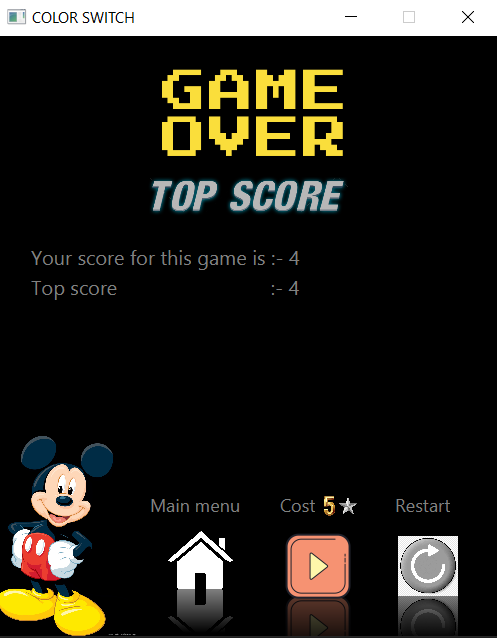 COLOR SWITCH
GAME
OVER
TOP SCORE
Your score for this game is :- 4
Top score :- 4
Main menu
Cost 5
Restart